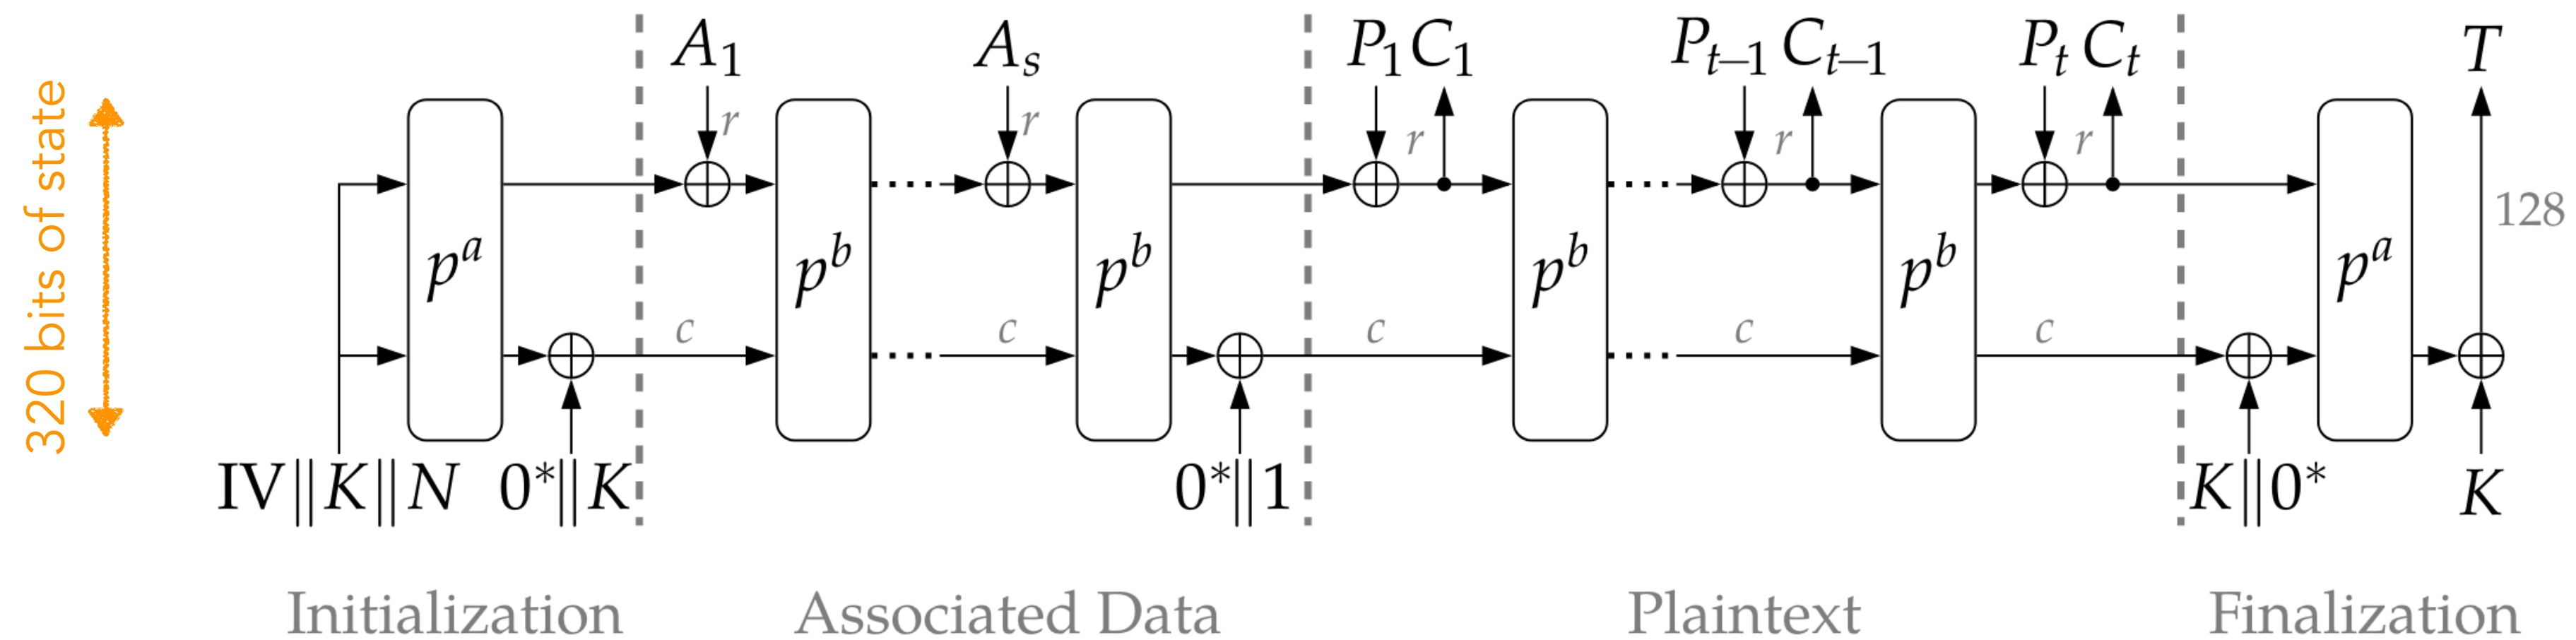 320 bits of state
A₁ Aₛ P₁ C₁ Pₜ₋₁ Cₜ₋₁ Pₜ Cₜ T
r r r r r
128
pᵃ pᵇ pᵇ pᵇ pᵇ pᵃ
c c c c c
IV‖K‖N 0*‖K 0*‖1 K‖0* K
Initialization Associated Data Plaintext Finalization